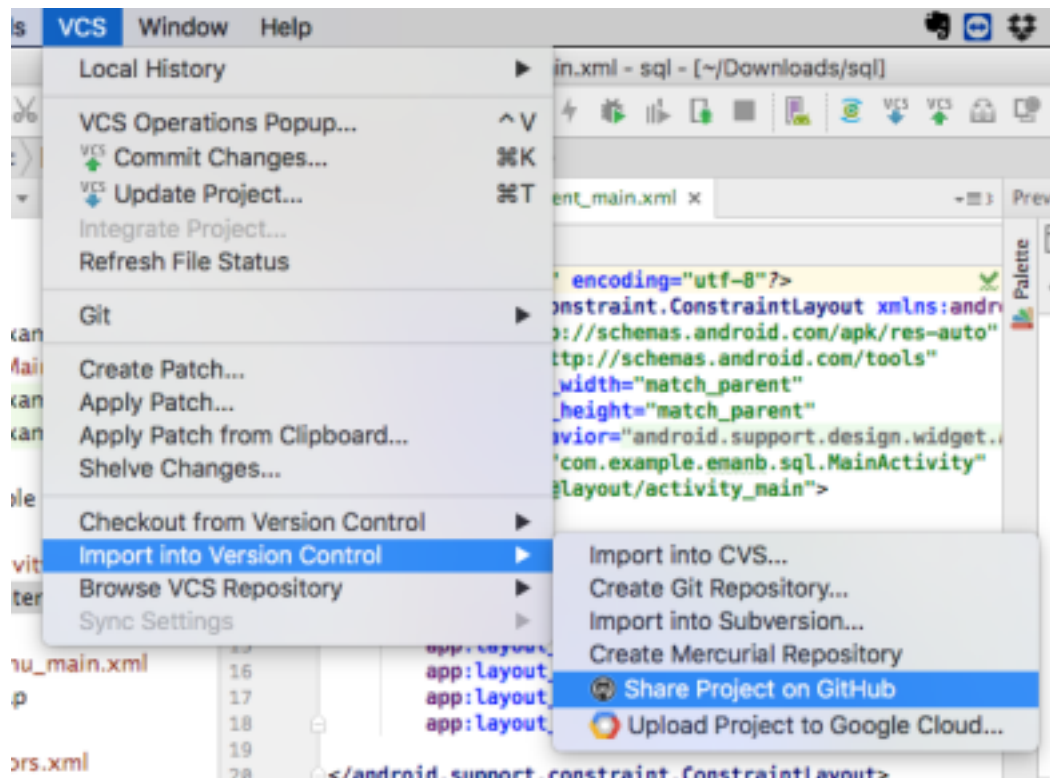 VCS Window Help
Local History
in.xml - sql - [~/Downloads/sql]
VCS Operations Popup... ^V
Commit Changes... ⌘K
Update Project... ⌘T
ent_main.xml
Prev
Integrate Project...
Refresh File Status
Palette
encoding="utf-8"?>
Git
onstraint.ConstraintLayout xmlns:andr
p://schemas.android.com/apk/res-auto"
ttp://schemas.android.com/tools"
Create Patch...
_width="match_parent"
Apply Patch...
_height="match_parent"
Apply Patch from Clipboard...
avior="android.support.design.widget.
Shelve Changes...
"com.example.emanb.sql.MainActivity"
@layout/activity_main">
Checkout from Version Control
Import into Version Control
Browse VCS Repository
Sync Settings
Import into CVS...
Create Git Repository...
Import into Subversion...
Create Mercurial Repository
Share Project on GitHub
Upload Project to Google Cloud...
nu_main.xml
15 app:layout_
16 app:layout_
17 app:layout_
18 app:layout_
19
ors.xml
20 </android.support.constraint.ConstraintLayout>